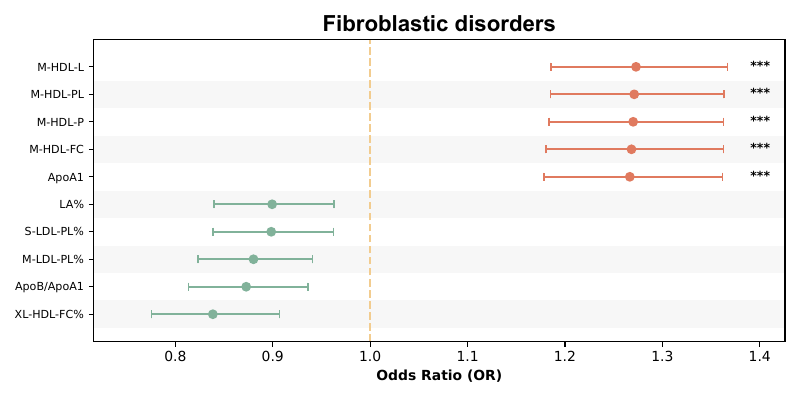 Fibroblastic disorders
M-HDL-L ***
M-HDL-PL ***
M-HDL-P ***
M-HDL-FC ***
ApoA1 ***
LA%
S-LDL-PL%
M-LDL-PL%
ApoB/ApoA1
XL-HDL-FC%
0.8 0.9 1.0 1.1 1.2 1.3 1.4
Odds Ratio (OR)